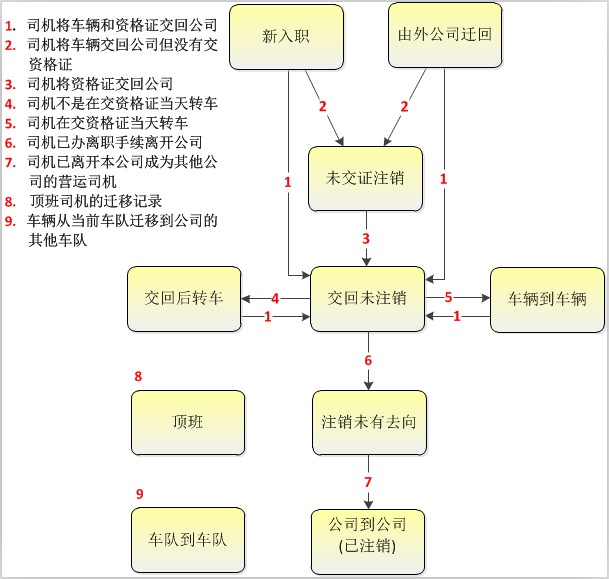 1. 司机将车辆和资格证交回公司
2. 司机将车辆交回公司但没有交
资格证
3. 司机将资格证交回公司
4. 司机不是在交资格证当天转车
5. 司机在交资格证当天转车
6. 司机已办离职手续离开公司
7. 司机已离开本公司成为其他公
司的营运司机
8. 顶班司机的迁移记录
9. 车辆从当前车队迁移到公司的
其他车队
新入职
由外公司迁回
2
2
1
1
未交证注销
3
交回后转车
4
1
交回未注销
5
1
车辆到车辆
6
8
顶班
注销未有去向
7
9
车队到车队
公司到公司
(已注销)